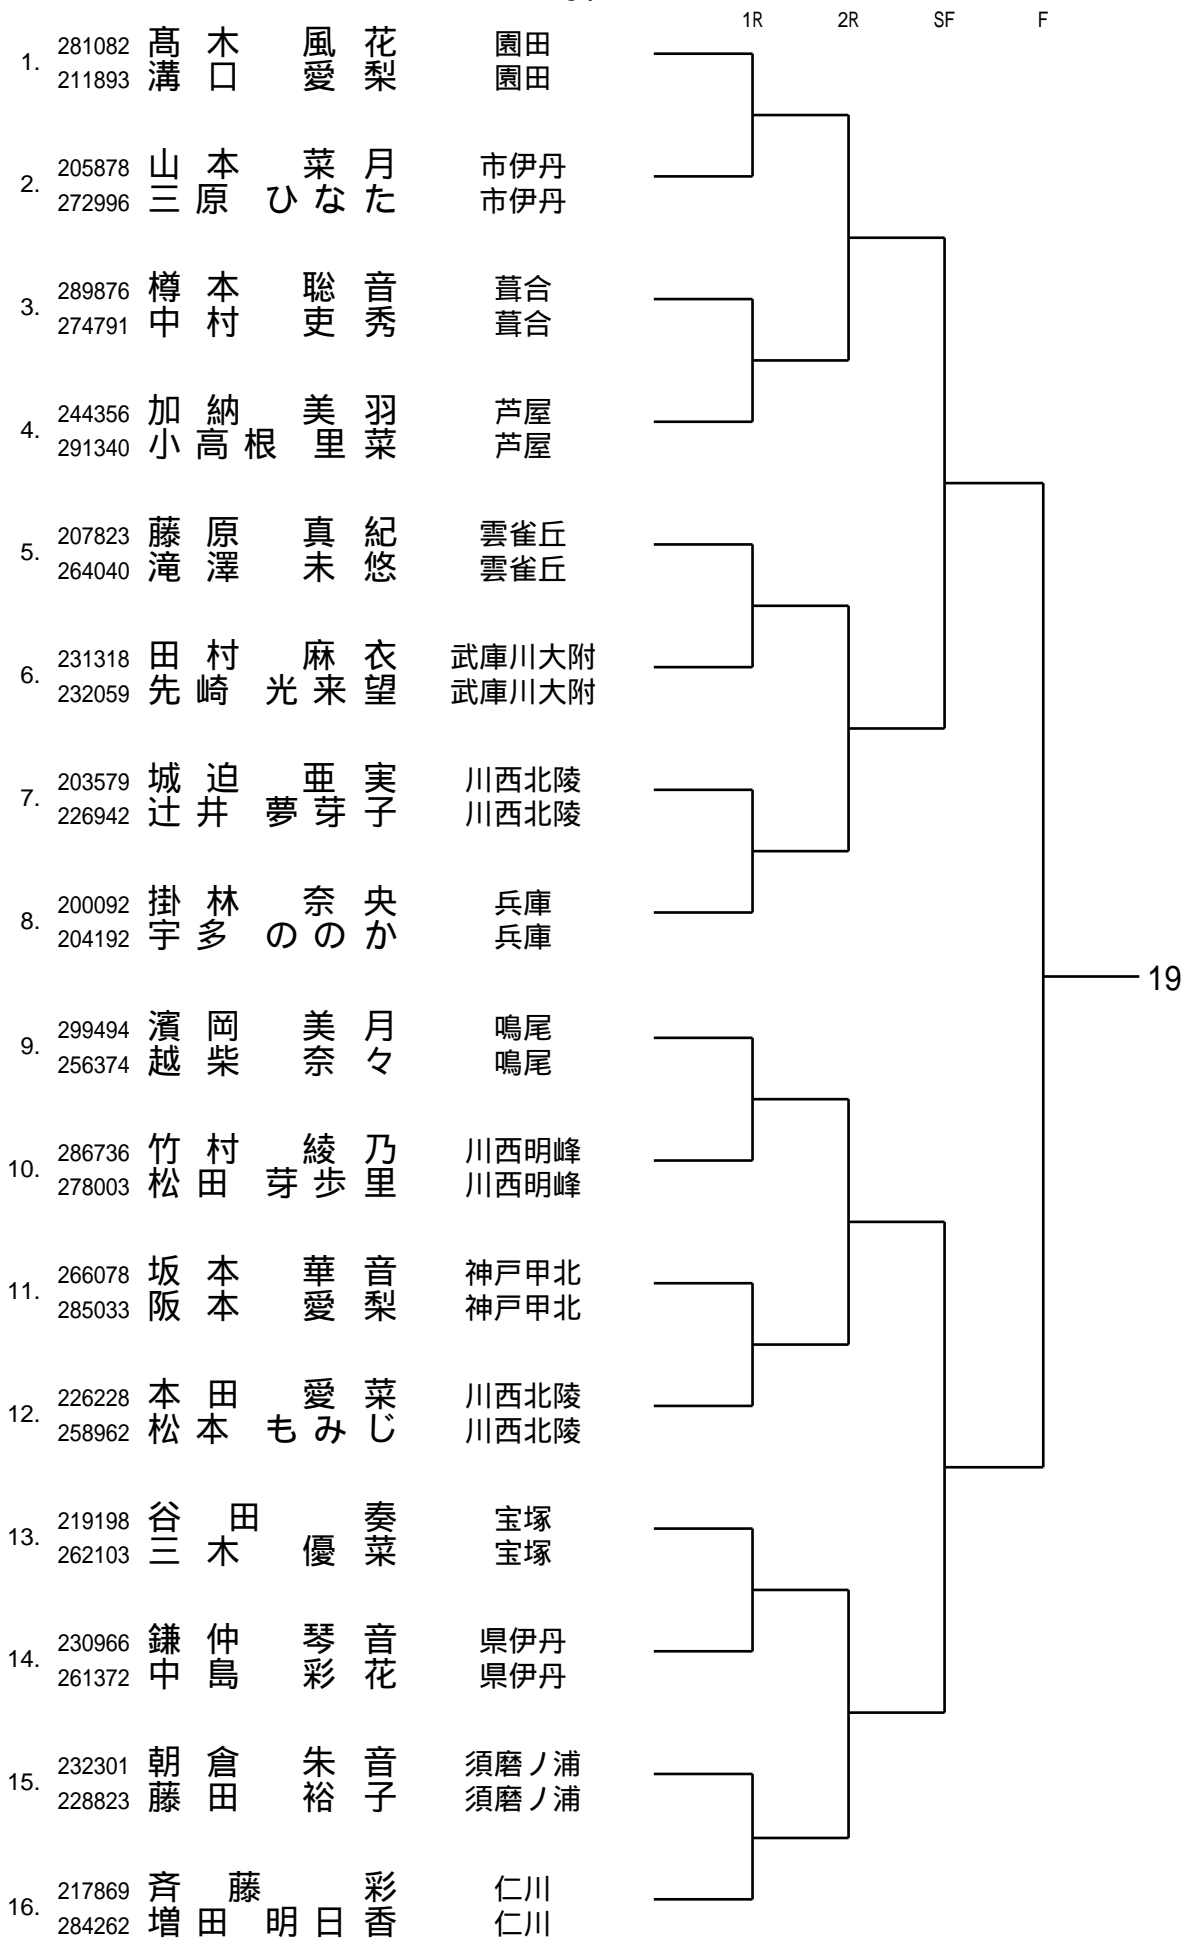 1R 2R SF F
1. 281082 髙木 風花 園田
211893 溝口 愛梨 園田
2. 205878 山本 菜月 市伊丹
272996 三原 ひなた 市伊丹
3. 289876 樽本 聡音 葺合
274791 中村 吏秀 葺合
4. 244356 加納 美羽 芦屋
291340 小高根 里菜 芦屋
5. 207823 藤原 真紀 雲雀丘
264040 滝澤 未悠 雲雀丘
6. 231318 田村 麻衣 武庫川大附
232059 先崎 光来望 武庫川大附
7. 203579 城迫 亜実 川西北陵
226942 辻井 夢芽子 川西北陵
8. 200092 掛林 奈央 兵庫
204192 宇多 ののか 兵庫
19
9. 299494 濱岡 美月 鳴尾
256374 越柴 奈々 鳴尾
10. 286736 竹村 綾乃 川西明峰
278003 松田 芽歩里 川西明峰
11. 266078 坂本 華音 神戸甲北
285033 阪本 愛梨 神戸甲北
12. 226228 本田 愛菜 川西北陵
258962 松本 もみじ 川西北陵
13. 219198 谷田 奏 宝塚
262103 三木 優菜 宝塚
14. 230966 鎌仲 琴音 県伊丹
261372 中島 彩花 県伊丹
15. 232301 朝倉 朱音 須磨ノ浦
228823 藤田 裕子 須磨ノ浦
16. 217869 斉藤 彩 仁川
284262 増田 明日香 仁川